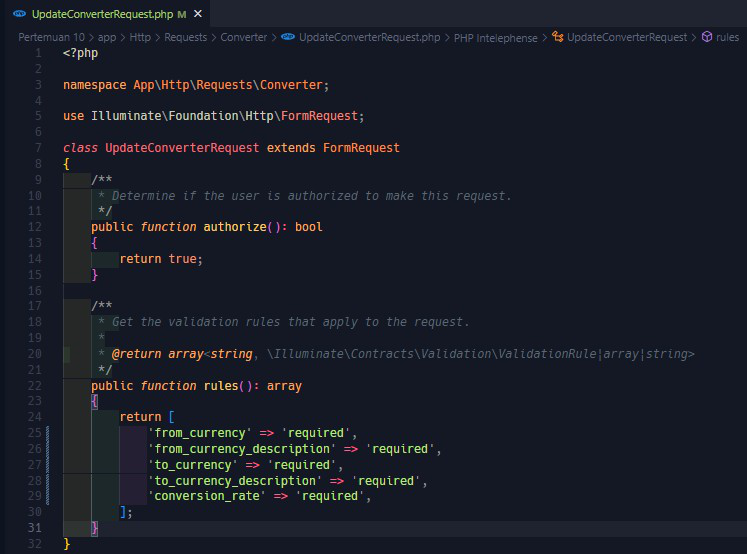 UpdateConverterRequest.php M ×
Pertemuan 10 > app > Http > Requests > Converter > UpdateConverterRequest.php > PHP Intelephense > UpdateConverterRequest > rules
1 <?php
2
3 namespace App\Http\Requests\Converter;
4
5 use Illuminate\Foundation\Http\FormRequest;
6
7 class UpdateConverterRequest extends FormRequest
8 {
9     /**
10      * Determine if the user is authorized to make this request.
11      */
12     public function authorize(): bool
13     {
14         return true;
15     }
16
17     /**
18      * Get the validation rules that apply to the request.
19      *
20      * @return array<string, \Illuminate\Contracts\Validation\ValidationRule|array|string>
21      */
22     public function rules(): array
23     {
24         return [
25             'from_currency' => 'required',
26             'from_currency_description' => 'required',
27             'to_currency' => 'required',
28             'to_currency_description' => 'required',
29             'conversion_rate' => 'required',
30         ];
31     }
32 }